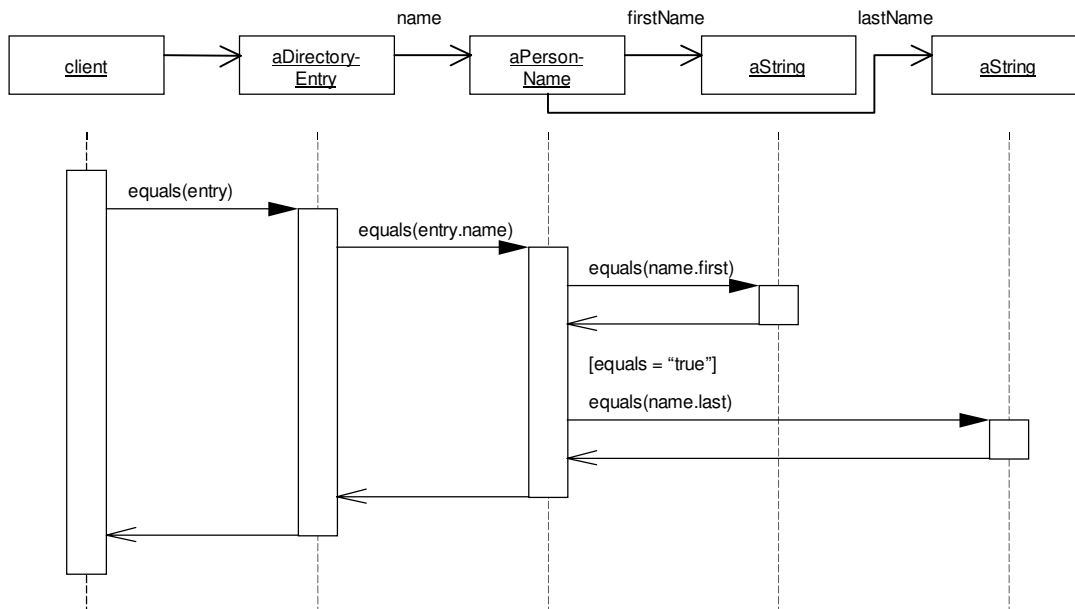 name
firstName
lastName
client
aDirectory-
Entry
aPerson-
Name
aString
aString
equals(entry)
equals(entry.name)
equals(name.first)
[equals = “true”]
equals(name.last)